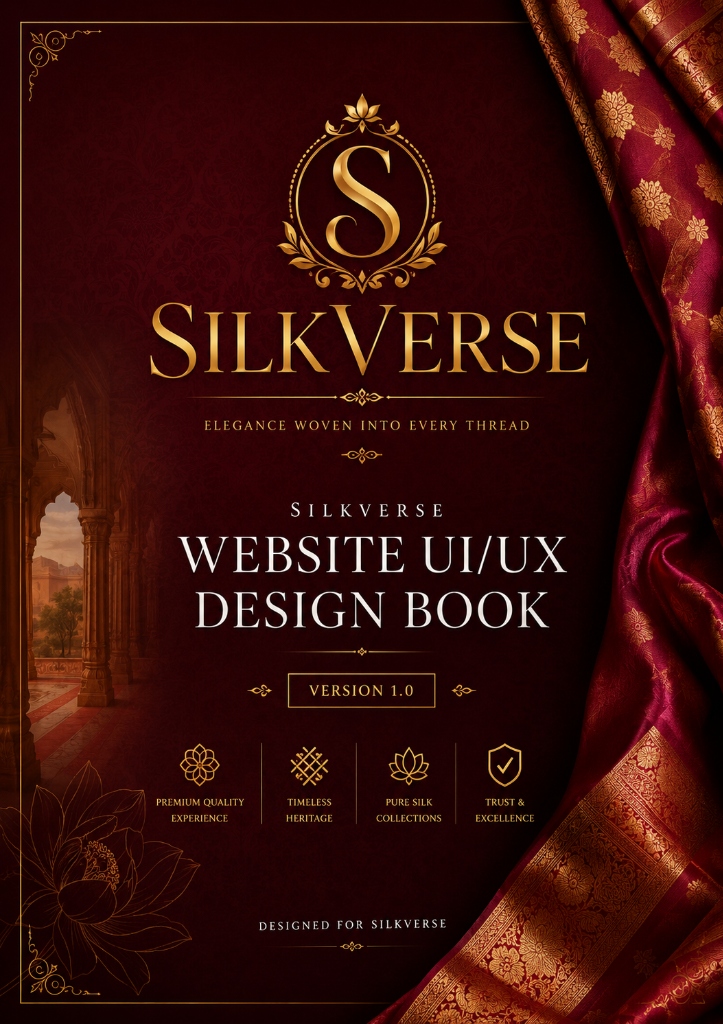 S
SILKVERSE
ELEGANCE WOVEN INTO EVERY THREAD
SILKVERSE
WEBSITE UI/UX
DESIGN BOOK
VERSION 1.0
PREMIUM QUALITY
EXPERIENCE
TIMELESS
HERITAGE
PURE SILK
COLLECTIONS
TRUST &
EXCELLENCE
DESIGNED FOR SILKVERSE